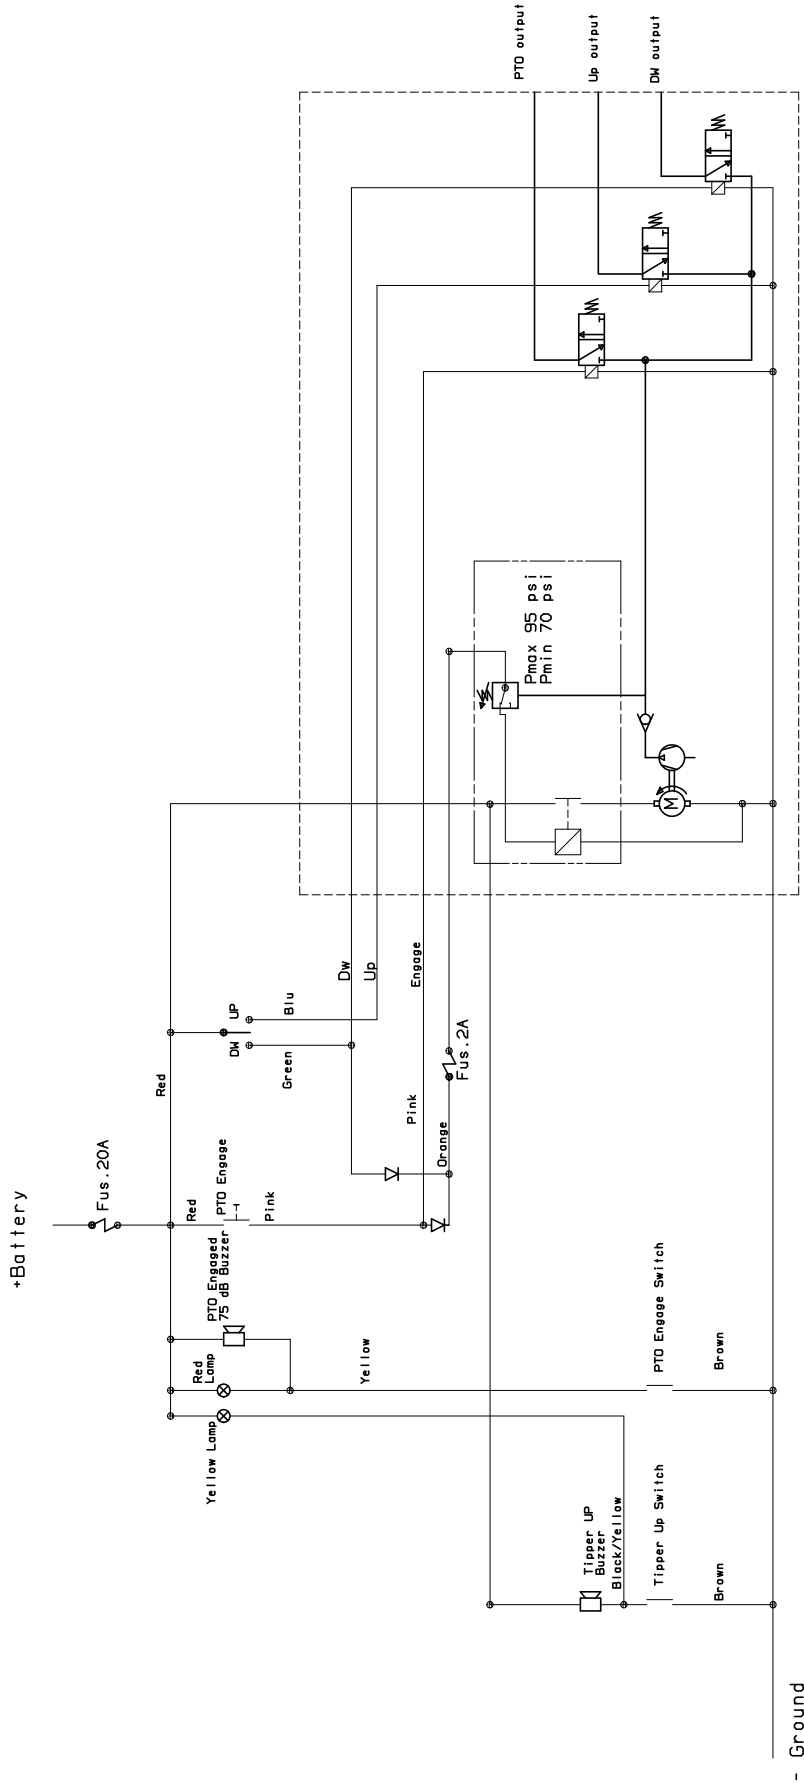 PTO output
Up output
DW output
Pmax 95 psi
Pmin 70 psi
Dw
Up
Engage
UP
DW
Blu
Green
Red
Fus.2A
Pink
Orange
Fus.20A
+Battery
Red
PTO Engage
Pink
PTO Engaged
75 dB Buzzer
Red
Lamp
Yellow
PTO Engage Switch
Brown
Yellow Lamp
Tipper UP
Buzzer
Black/Yellow
Tipper Up Switch
Brown
- Ground
M